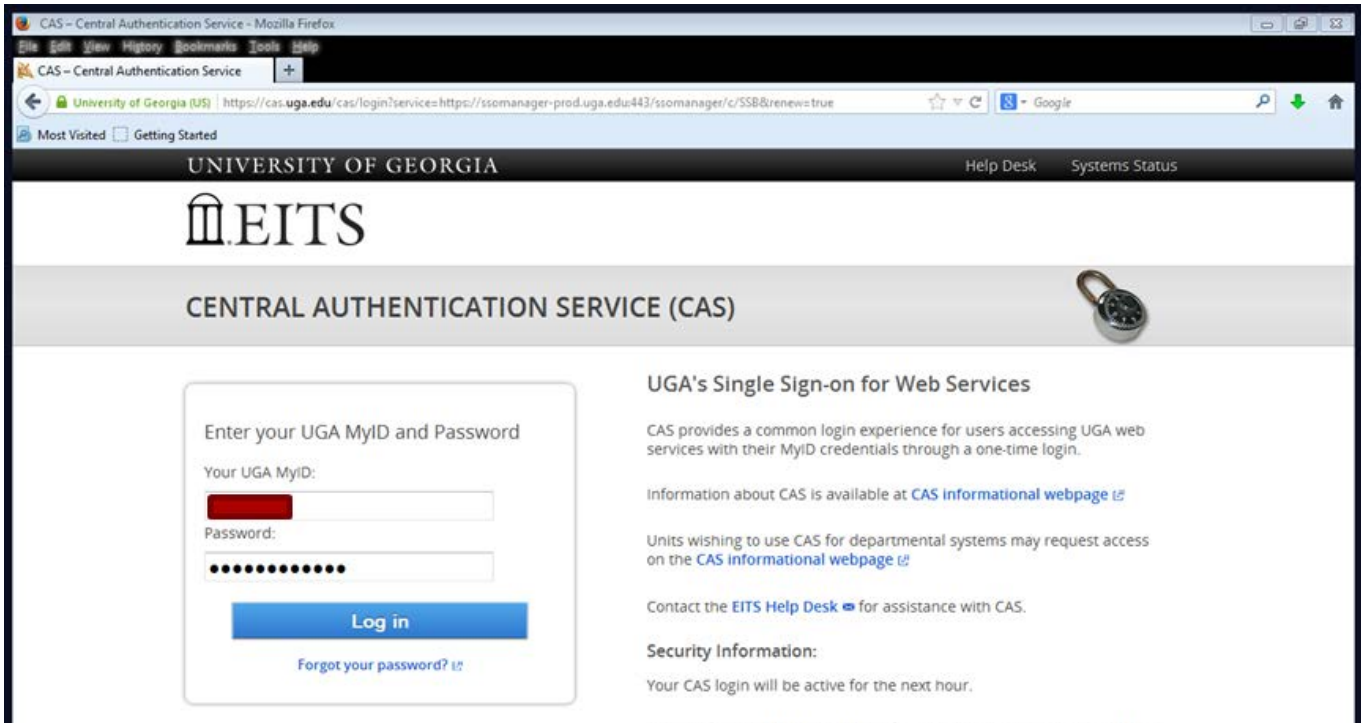 CAS – Central Authentication Service - Mozilla Firefox
File Edit View History Bookmarks Tools Help
CAS – Central Authentication Service +
University of Georgia (US) https://cas.uga.edu/cas/login?service=https://ssomanager-prod.uga.edu:443/ssomanager/c/SSB&renew=true 8 - Google
Most Visited Getting Started
UNIVERSITY OF GEORGIA Help Desk Systems Status
EITS
CENTRAL AUTHENTICATION SERVICE (CAS)
Enter your UGA MyID and Password
Your UGA MyID:
Password:
Log in
Forgot your password?
UGA's Single Sign-on for Web Services
CAS provides a common login experience for users accessing UGA web
services with their MyID credentials through a one-time login.
Information about CAS is available at CAS informational webpage
Units wishing to use CAS for departmental systems may request access
on the CAS informational webpage
Contact the EITS Help Desk for assistance with CAS.
Security Information:
Your CAS login will be active for the next hour.